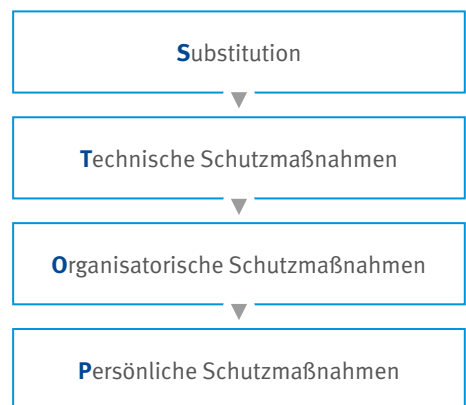 Substitution
Technische Schutzmaßnahmen
Organisatorische Schutzmaßnahmen
Persönliche Schutzmaßnahmen